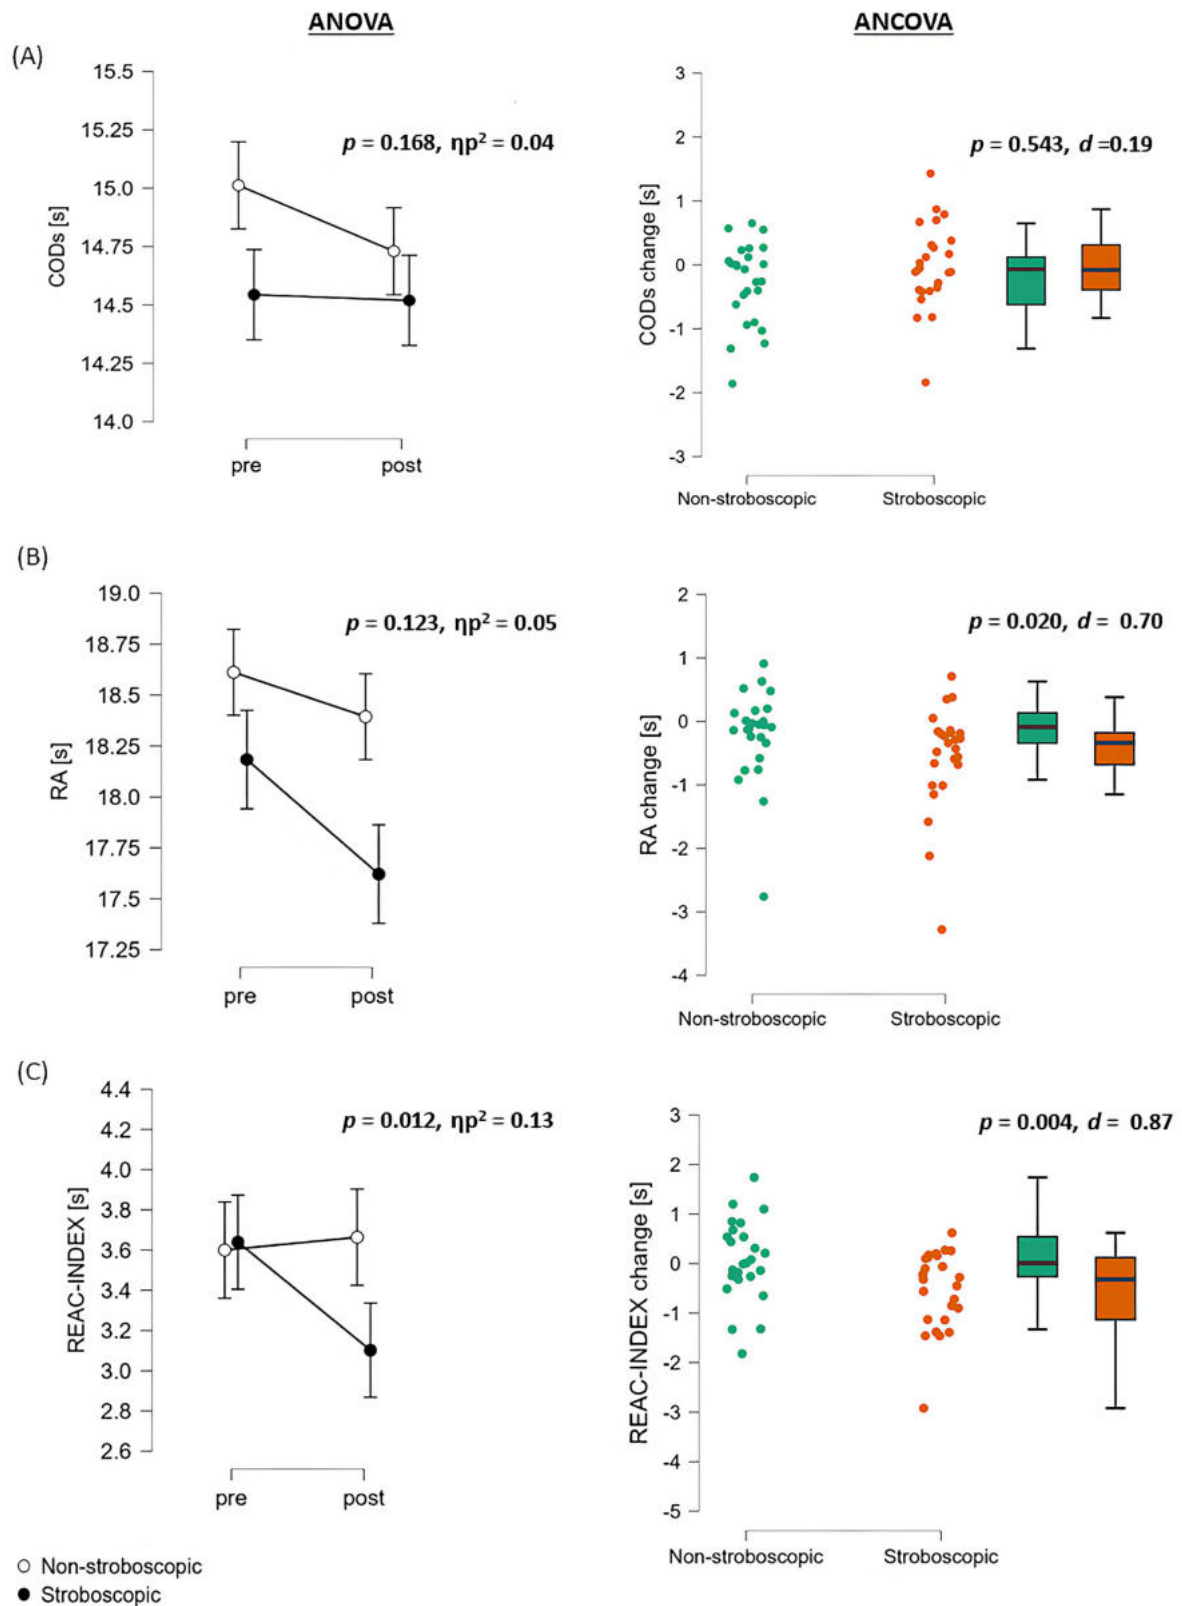 ANOVA
ANCOVA
(A)
15.5
15.25
15.0
14.75
14.5
14.25
14.0
CODs [s]
p = 0.168, ηp² = 0.04
pre
post
3
2
1
0
-1
-2
-3
CODs change [s]
p = 0.543, d =0.19
Non-stroboscopic
Stroboscopic
(B)
19.0
18.75
18.5
18.25
18.0
17.75
17.5
17.25
RA [s]
p = 0.123, ηp² = 0.05
pre
post
2
1
0
-1
-2
-3
-4
RA change [s]
p = 0.020, d = 0.70
Non-stroboscopic
Stroboscopic
(C)
4.4
4.2
4.0
3.8
3.6
3.4
3.2
3.0
2.8
2.6
REAC-INDEX [s]
p = 0.012, ηp² = 0.13
pre
post
3
2
1
0
-1
-2
-3
-4
-5
REAC-INDEX change [s]
p = 0.004, d = 0.87
Non-stroboscopic
Stroboscopic
Non-stroboscopic
Stroboscopic